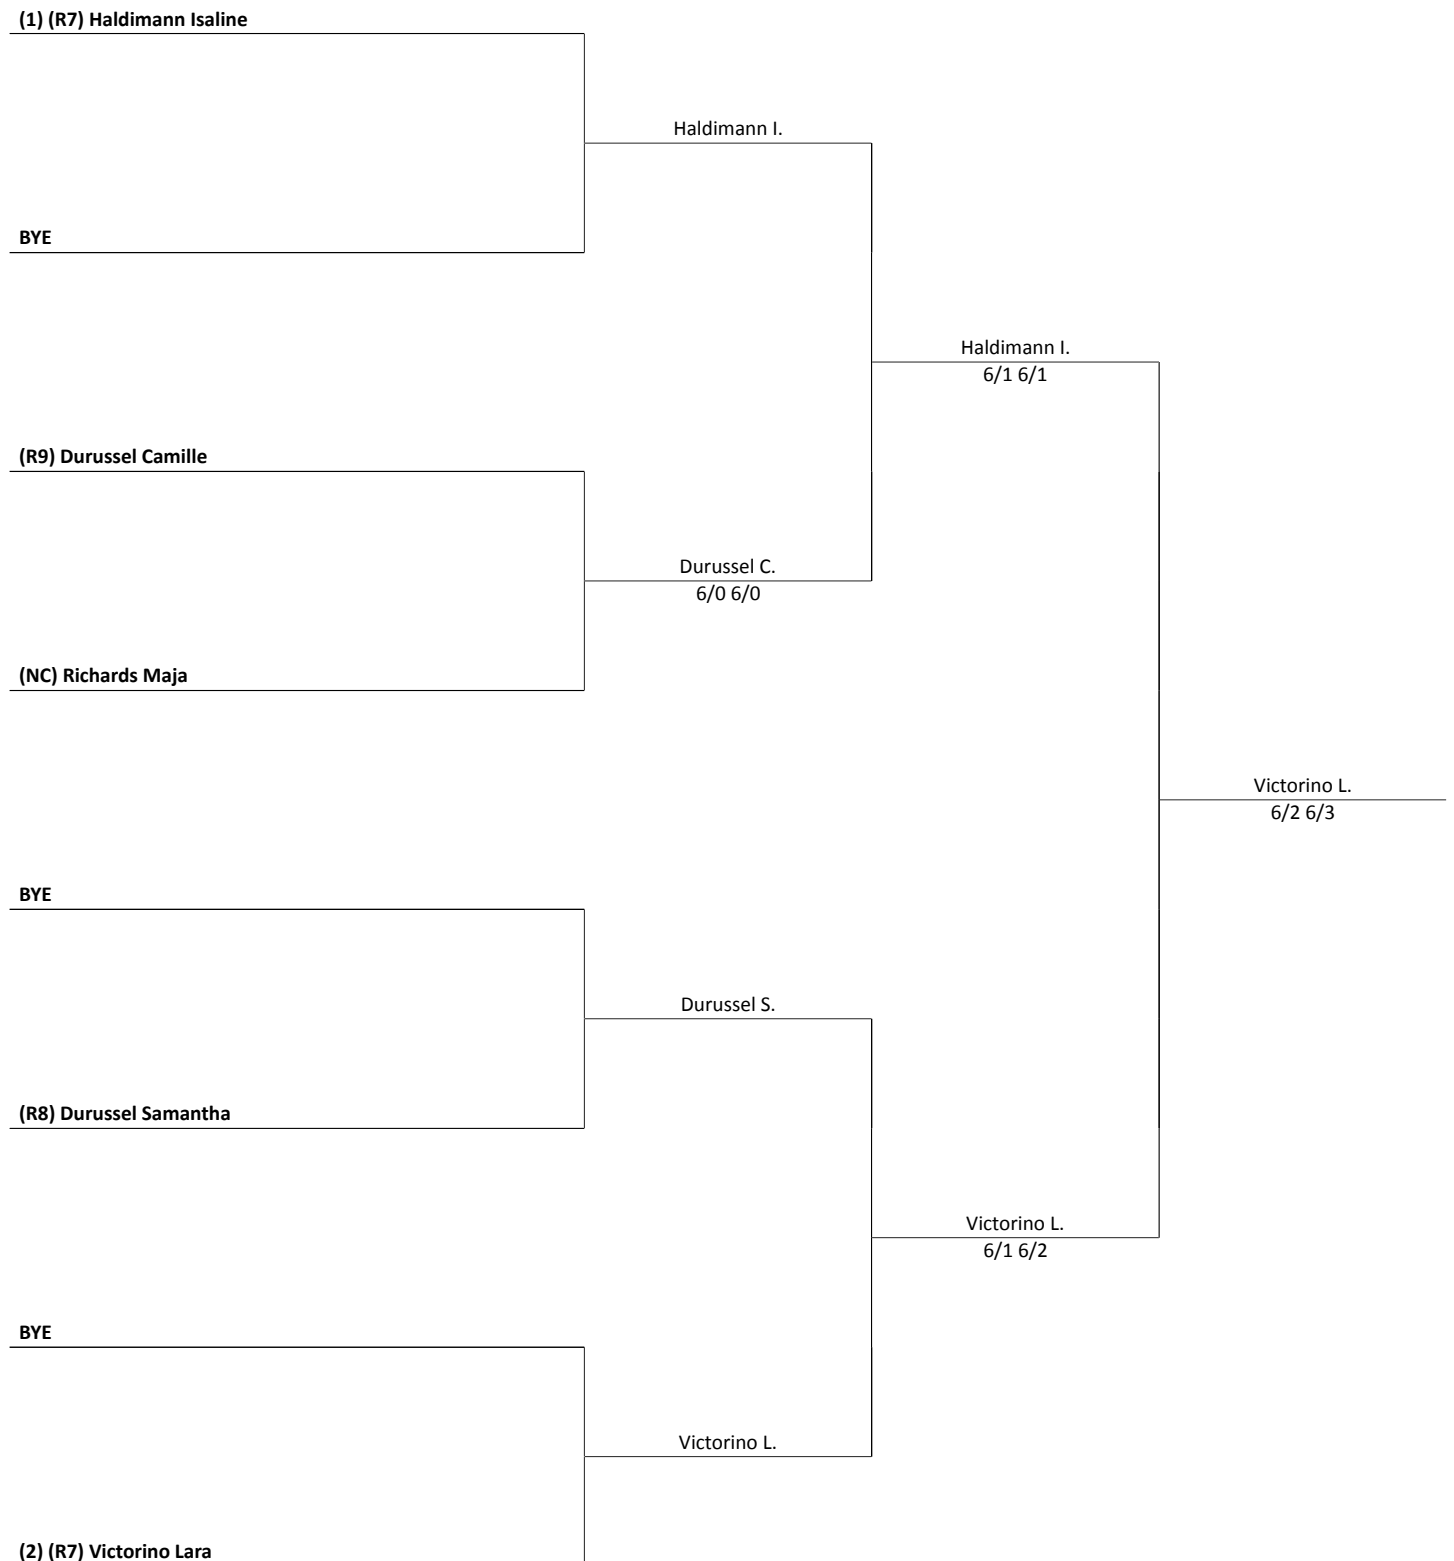 (1) (R7) Haldimann Isaline
Haldimann I.
BYE
Haldimann I.
6/1 6/1
(R9) Durussel Camille
Durussel C.
6/0 6/0
(NC) Richards Maja
Victorino L.
6/2 6/3
BYE
Durussel S.
(R8) Durussel Samantha
Victorino L.
6/1 6/2
BYE
Victorino L.
(2) (R7) Victorino Lara